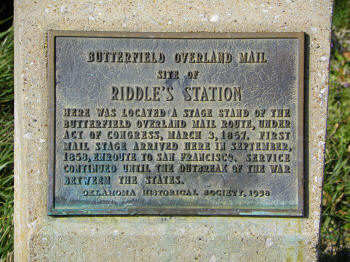 BUTTERFIELD OVERLAND MAIL
SITE OF
RIDDLE'S STATION
HERE WAS LOCATED A STAGE STAND OF THE
BUTTERFIELD OVERLAND MAIL ROUTE, UNDER
ACT OF CONGRESS, MARCH 3, 1857. FIRST
MAIL STAGE ARRIVED HERE IN SEPTEMBER,
1858, ENROUTE TO SAN FRANCISCO. SERVICE
CONTINUED UNTIL THE OUTBREAK OF THE WAR
BETWEEN THE STATES.
OKLAHOMA HISTORICAL SOCIETY, 1958